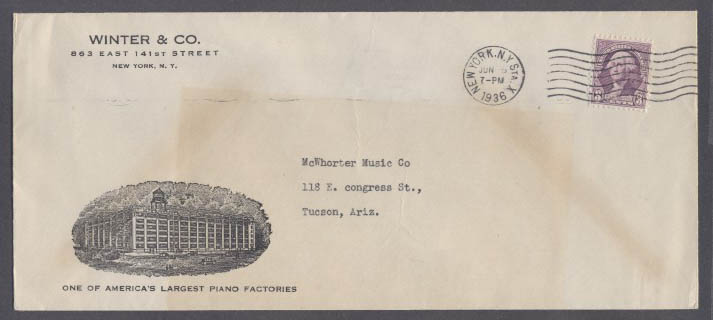 WINTER & CO.
863 EAST 141ST STREET
NEW YORK, N. Y.
NEW YORK, N.Y. STA. X
JUN
7-PM
1936
McWhorter Music Co
118 E. congress St.,
Tucson, Ariz.
ONE OF AMERICA'S LARGEST PIANO FACTORIES